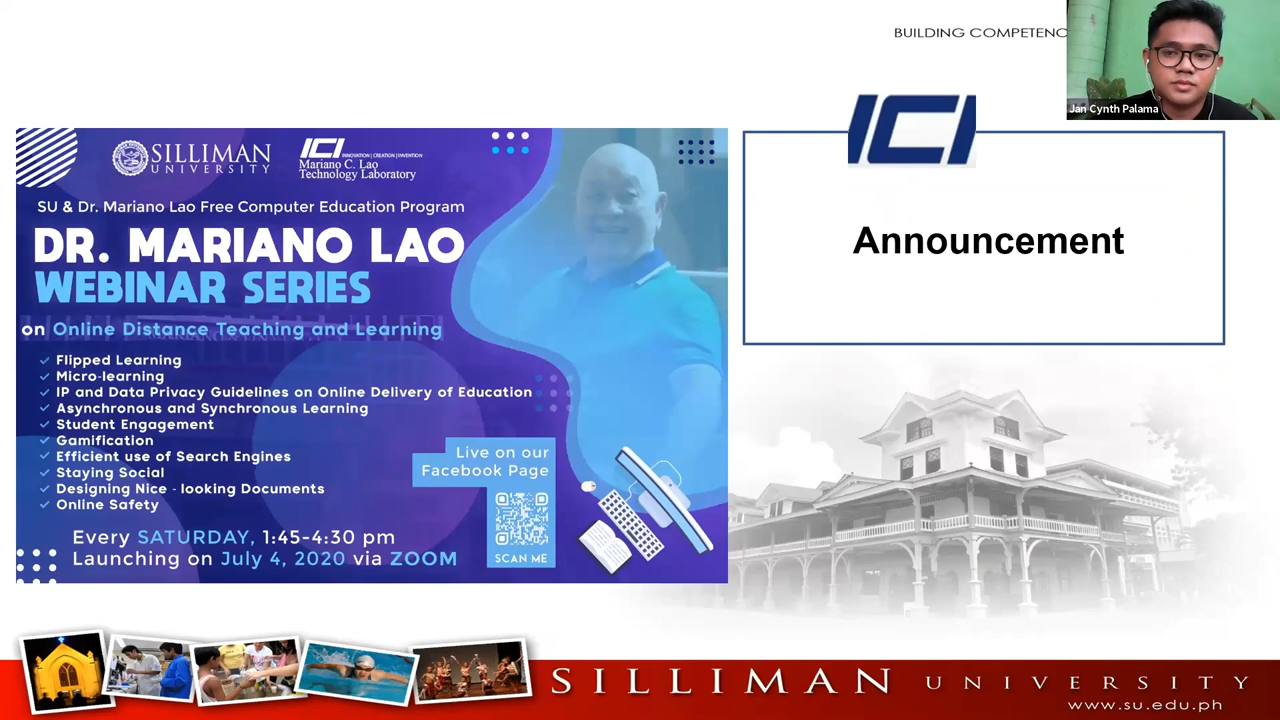 BUILDING COMPETENC
Jan Cynth Palama
ICI
Announcement
SILLIMAN
UNIVERSITY
ICI INNOVATION | CREATION | INVENTION
Mariano C. Lao
Technology Laboratory
SU & Dr. Mariano Lao Free Computer Education Program
DR. MARIANO LAO
WEBINAR SERIES
on Online Distance Teaching and Learning
Flipped Learning
Micro-learning
IP and Data Privacy Guidelines on Online Delivery of Education
Asynchronous and Synchronous Learning
Student Engagement
Gamification
Efficient use of Search Engines
Staying Social
Designing Nice - looking Documents
Online Safety
Live on our
Facebook Page
SCAN ME
Every SATURDAY, 1:45-4:30 pm
Launching on July 4, 2020 via ZOOM
SILLIMAN UNIVERSITY
www.su.edu.ph